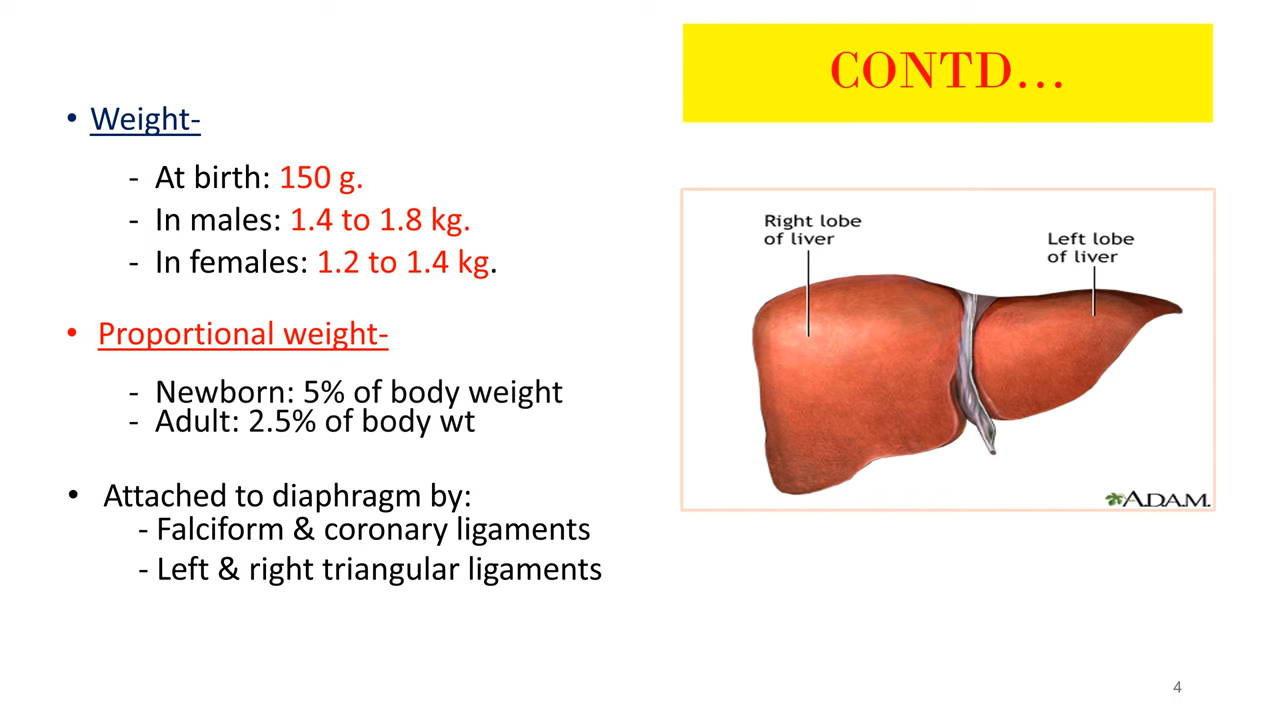 CONTD...
• Weight-
- At birth: 150 g.
- In males: 1.4 to 1.8 kg.
- In females: 1.2 to 1.4 kg.
• Proportional weight-
- Newborn: 5% of body weight
- Adult: 2.5% of body wt
• Attached to diaphragm by:
- Falciform & coronary ligaments
- Left & right triangular ligaments
Right lobe
of liver
Left lobe
of liver
A.D.A.M.
4